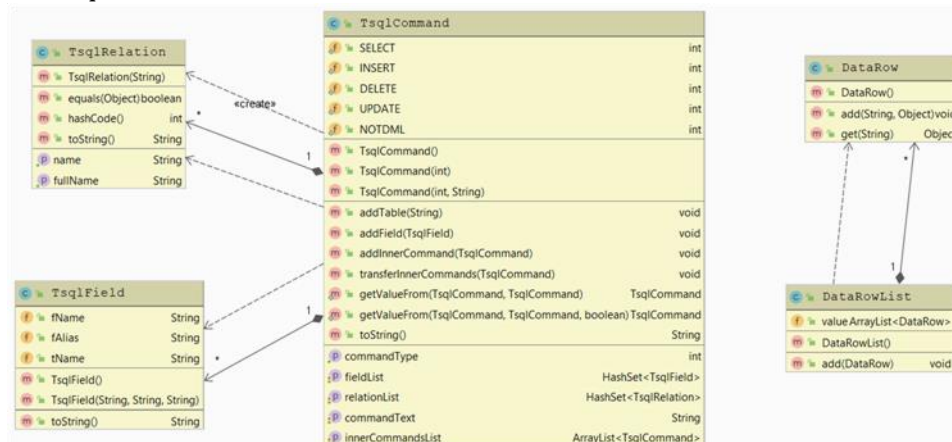 TsqlRelation
TsqlRelation(String)
equals(Object) boolean
hashCode() int
toString() String
name String
fullName String
«create»
*
1
TsqlCommand
SELECT int
INSERT int
DELETE int
UPDATE int
NOTDML int
TsqlCommand()
TsqlCommand(int)
TsqlCommand(int, String)
addTable(String) void
addField(TsqlField) void
addInnerCommand(TsqlCommand) void
transferInnerCommands(TsqlCommand) void
getValueFrom(TsqlCommand, TsqlCommand) TsqlCommand
getValueFrom(TsqlCommand, TsqlCommand, boolean) TsqlCommand
toString() String
commandType int
fieldList HashSet<TsqlField>
relationList HashSet<TsqlRelation>
commandText String
innerCommandsList ArrayList<TsqlCommand>
TsqlField
fName String
fAlias String
tName String
TsqlField()
TsqlField(String, String, String)
toString() String
1
*
DataRow
DataRow()
add(String, Object) void
get(String) Object
*
1
DataRowList
value ArrayList<DataRow>
DataRowList()
add(DataRow) void